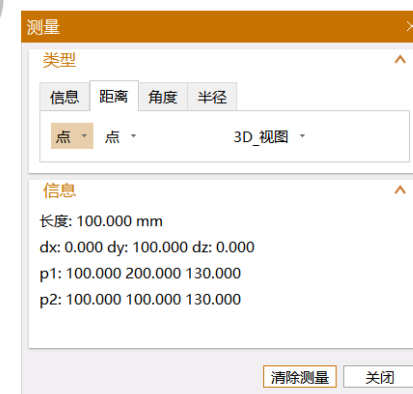 测量
类型
信息 距离 角度 半径
点 点 3D_视图
信息
长度: 100.000 mm
dx: 0.000 dy: 100.000 dz: 0.000
p1: 100.000 200.000 130.000
p2: 100.000 100.000 130.000
清除测量 关闭